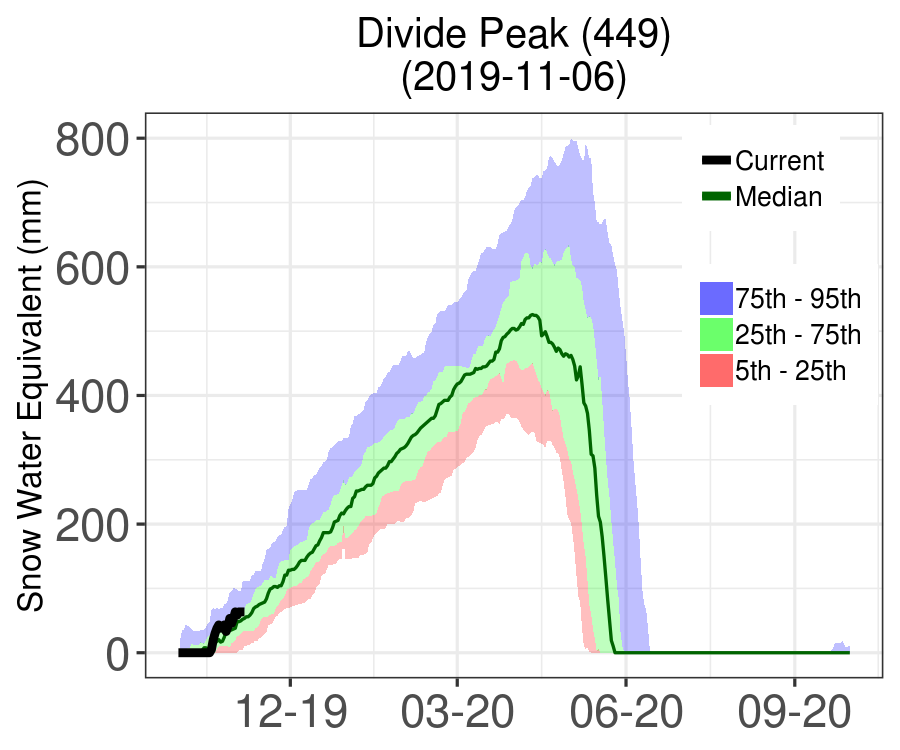 Divide Peak (449)
(2019-11-06)
Snow Water Equivalent (mm)
800
600
400
200
0
Current
Median
75th - 95th
25th - 75th
5th - 25th
12-19
03-20
06-20
09-20